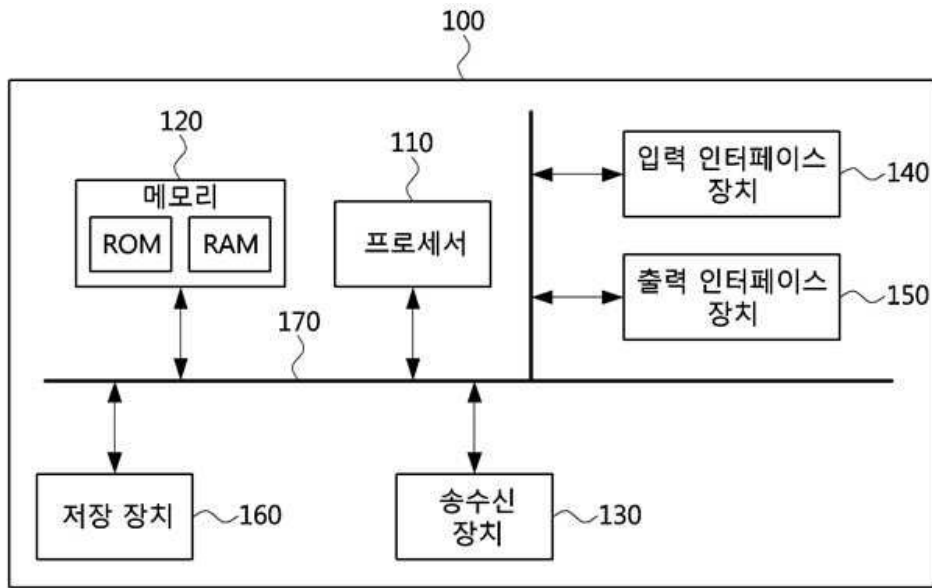 100
120
메모리
ROM
RAM
110
프로세서
입력 인터페이스
장치
140
출력 인터페이스
장치
150
170
저장 장치
160
송수신
장치
130